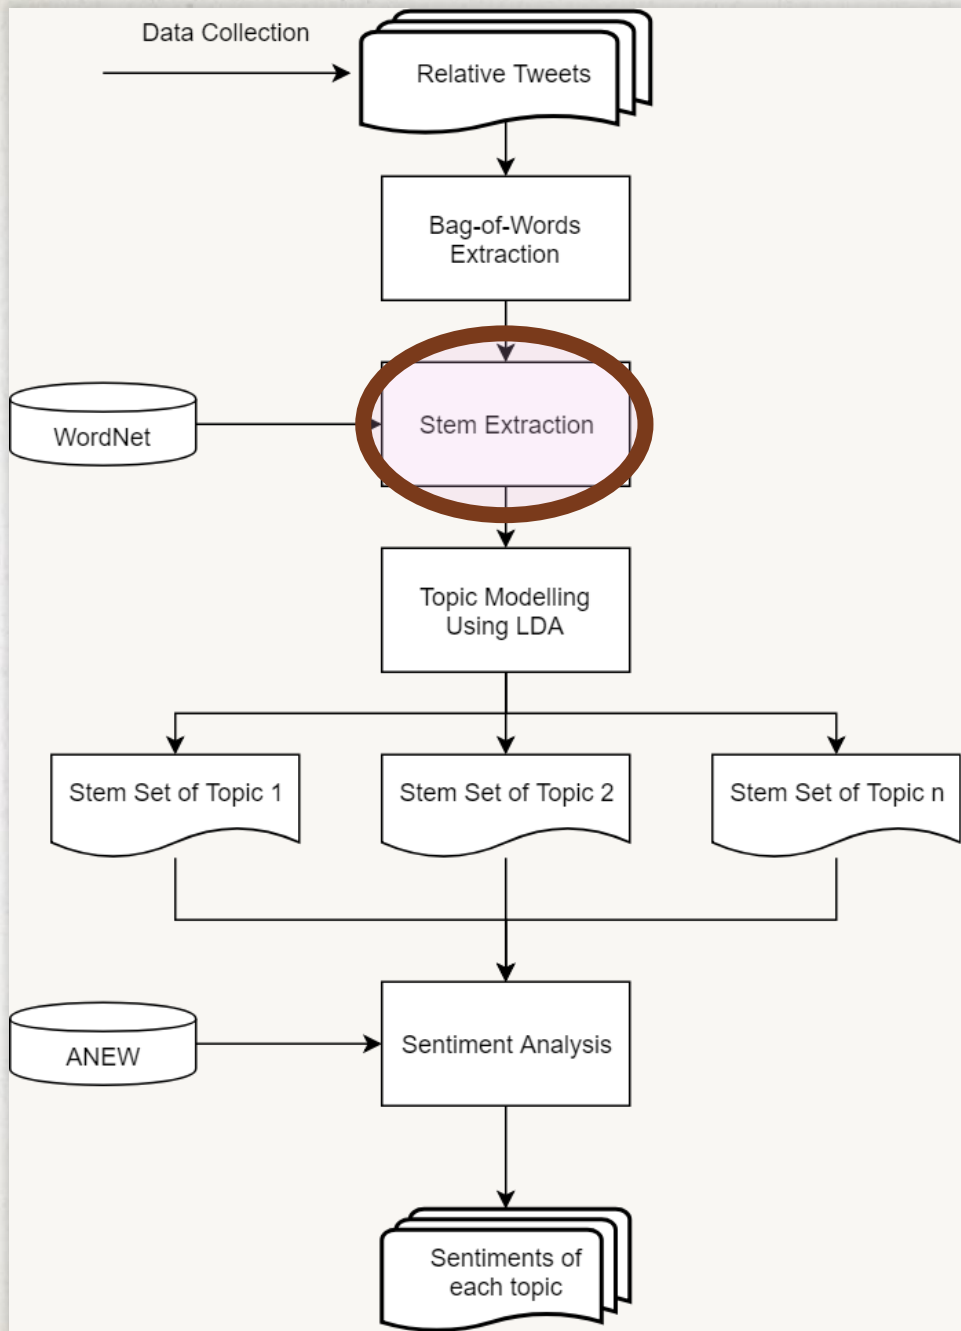 Data Collection
Relative Tweets
Bag-of-Words
Extraction
WordNet
Stem Extraction
Topic Modelling
Using LDA
Stem Set of Topic 1
Stem Set of Topic 2
Stem Set of Topic n
ANEW
Sentiment Analysis
Sentiments of
each topic